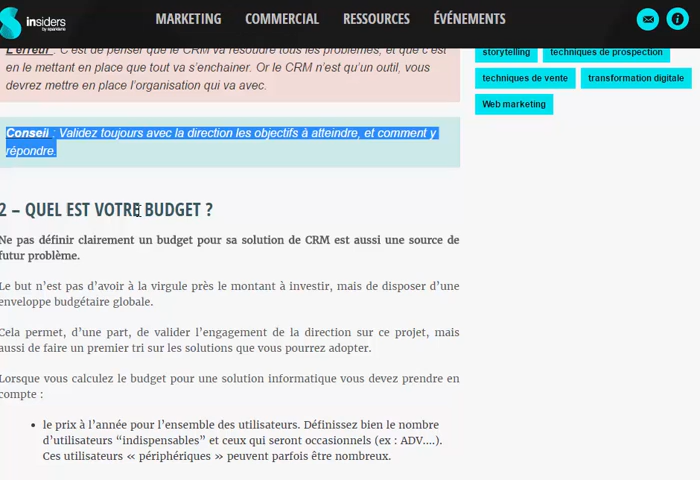 insiders
MARKETING COMMERCIAL RESSOURCES ÉVÉNEMENTS
L'erreur : C'est de penser que le CRM va résoudre tous les problèmes, et que c'est
en le mettant en place que tout va s'enchainer. Or le CRM n'est qu'un outil, vous
devrez mettre en place l'organisation qui va avec.
Conseil : Validez toujours avec la direction les objectifs à atteindre, et comment y
répondre.
2 – QUEL EST VOTRE BUDGET ?
Ne pas définir clairement un budget pour sa solution de CRM est aussi une source de
futur problème.
Le but n'est pas d'avoir à la virgule près le montant à investir, mais de disposer d'une
enveloppe budgétaire globale.
Cela permet, d'une part, de valider l'engagement de la direction sur ce projet, mais
aussi de faire un premier tri sur les solutions que vous pourrez adopter.
Lorsque vous calculez le budget pour une solution informatique vous devez prendre en
compte :
• le prix à l'année pour l'ensemble des utilisateurs. Définissez bien le nombre
d'utilisateurs “indispensables” et ceux qui seront occasionnels (ex : ADV....).
Ces utilisateurs « périphériques » peuvent parfois être nombreux.
storytelling
techniques de prospection
techniques de vente
transformation digitale
Web marketing